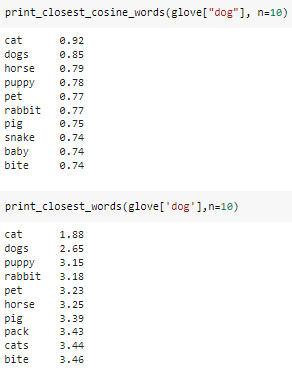 print_closest_cosine_words(glove["dog"], n=10)
cat 0.92
dogs 0.85
horse 0.79
puppy 0.78
pet 0.77
rabbit 0.77
pig 0.75
snake 0.74
baby 0.74
bite 0.74
print_closest_words(glove['dog'],n=10)
cat 1.88
dogs 2.65
puppy 3.15
rabbit 3.18
pet 3.23
horse 3.25
pig 3.39
pack 3.43
cats 3.44
bite 3.46